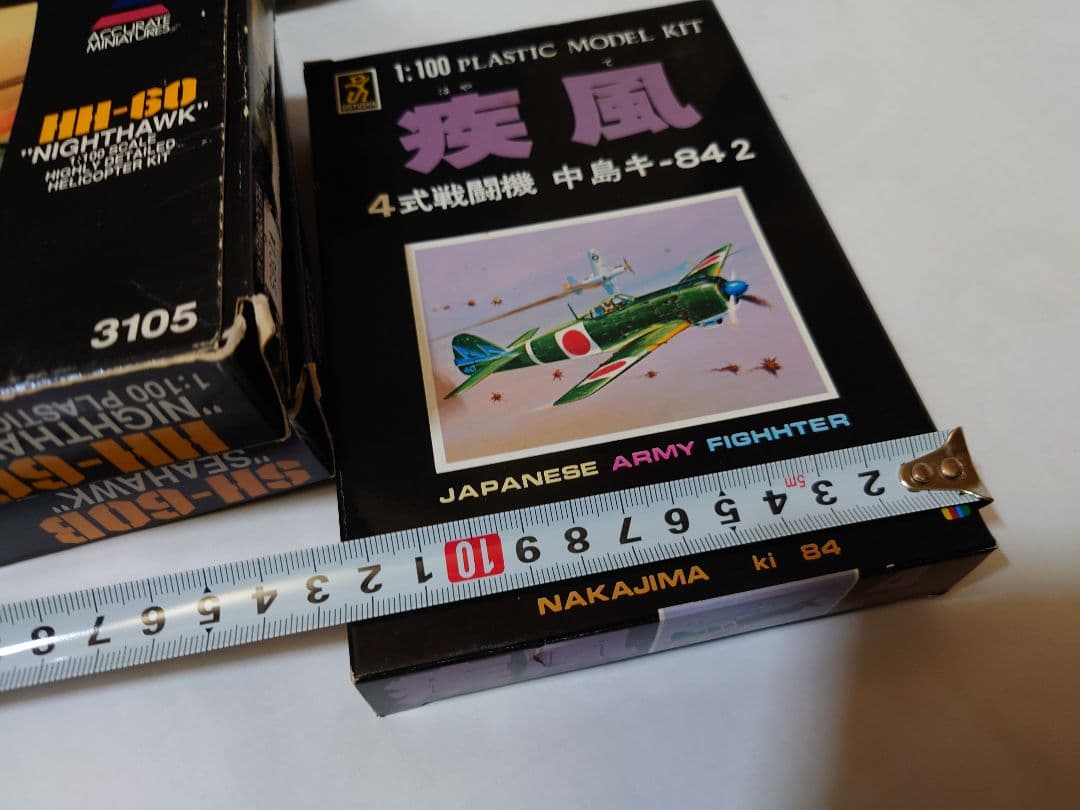 ACCURATE
MINIATURES
HH-60
"NIGHTHAWK"
1:100 SCALE
HIGHLY DETAILED
HELICOPTER KIT
3105
1:100 PLASTIC
"NIGHTHA
HH-6
"SEAHAWK"
SH-60B
1:100 PLASTIC MODEL KIT
はやて
疾風
4式戦闘機 中島キ-84 2
JAPANESE ARMY FIGHHTER
2 3 5m 4 5 6 7 8 9 10 1 2 3 4 5 6 7 8
NAKAJIMA ki 84